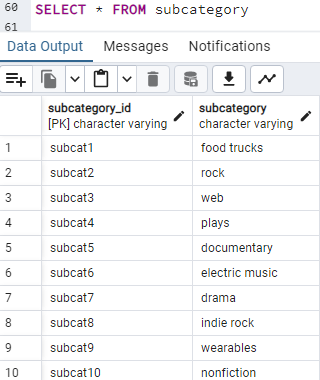 60 SELECT * FROM subcategory
61
Data Output Messages Notifications
subcategory_id subcategory
[PK] character varying character varying
1 subcat1 food trucks
2 subcat2 rock
3 subcat3 web
4 subcat4 plays
5 subcat5 documentary
6 subcat6 electric music
7 subcat7 drama
8 subcat8 indie rock
9 subcat9 wearables
10 subcat10 nonfiction